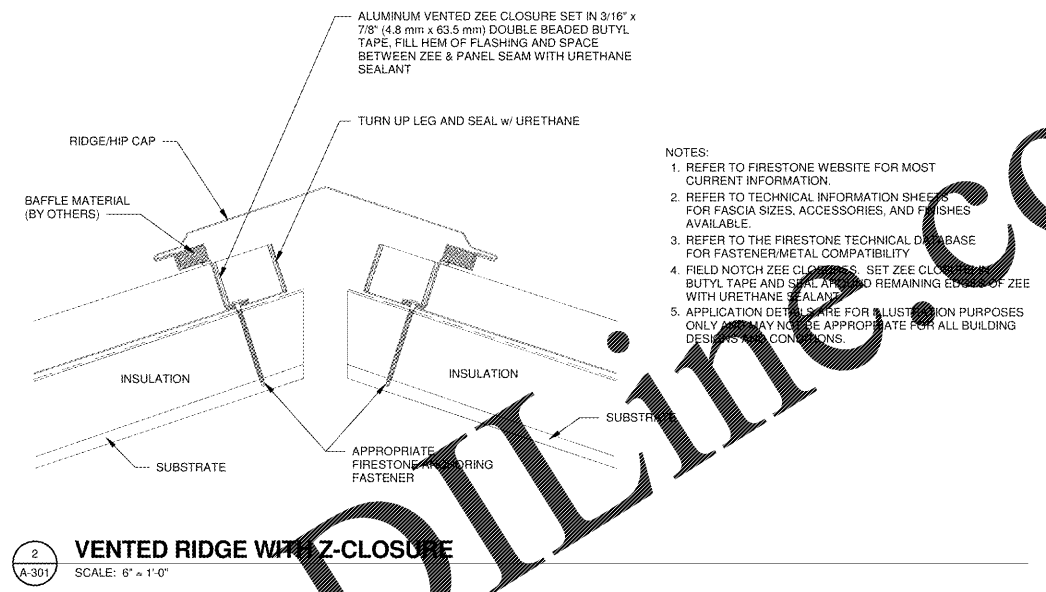 ALUMINUM VENTED ZEE CLOSURE SET IN 3/16" x
7/8" (4.8 mm x 63.5 mm) DOUBLE BEADED BUTYL
TAPE, FILL HEM OF FLASHING AND SPACE
BETWEEN ZEE & PANEL SEAM WITH URETHANE
SEALANT
TURN UP LEG AND SEAL w/ URETHANE
RIDGE/HIP CAP
BAFFLE MATERIAL
(BY OTHERS)
NOTES:
1. REFER TO FIRESTONE WEBSITE FOR MOST
CURRENT INFORMATION.
2. REFER TO TECHNICAL INFORMATION SHEETS
FOR FASCIA SIZES, ACCESSORIES, AND FINISHES
AVAILABLE.
3. REFER TO THE FIRESTONE TECHNICAL DATABASE
FOR FASTENER/METAL COMPATIBILITY
4. FIELD NOTCH ZEE CLOSURES. SET ZEE CLOSURE IN
BUTYL TAPE AND SEAL AROUND REMAINING EDGES OF ZEE
WITH URETHANE SEALANT
5. APPLICATION DETAILS ARE FOR ILLUSTRATION PURPOSES
ONLY AND MAY NOT BE APPROPRIATE FOR ALL BUILDING
DESIGNS AND CONDITIONS.
INSULATION
INSULATION
SUBSTRATE
SUBSTRATE
APPROPRIATE
FIRESTONE ANCHORING
FASTENER
2
A-301
VENTED RIDGE WITH Z-CLOSURE
SCALE: 6" = 1'-0"
DILine.co